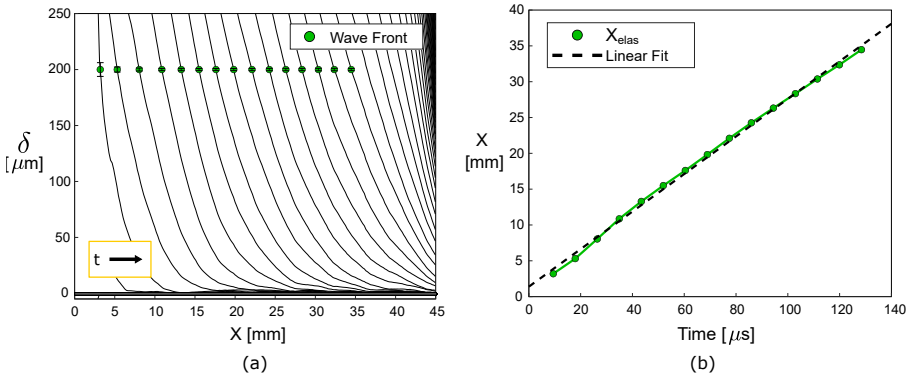 250
200
150
100
50
0
δ
[ μm]
Wave Front
t
0 5 10 15 20 25 30 35 40 45
X [mm]
(a)
40
35
30
25
20
15
10
5
0
X
[mm]
X_elas
Linear Fit
0 20 40 60 80 100 120 140
Time [ μs]
(b)